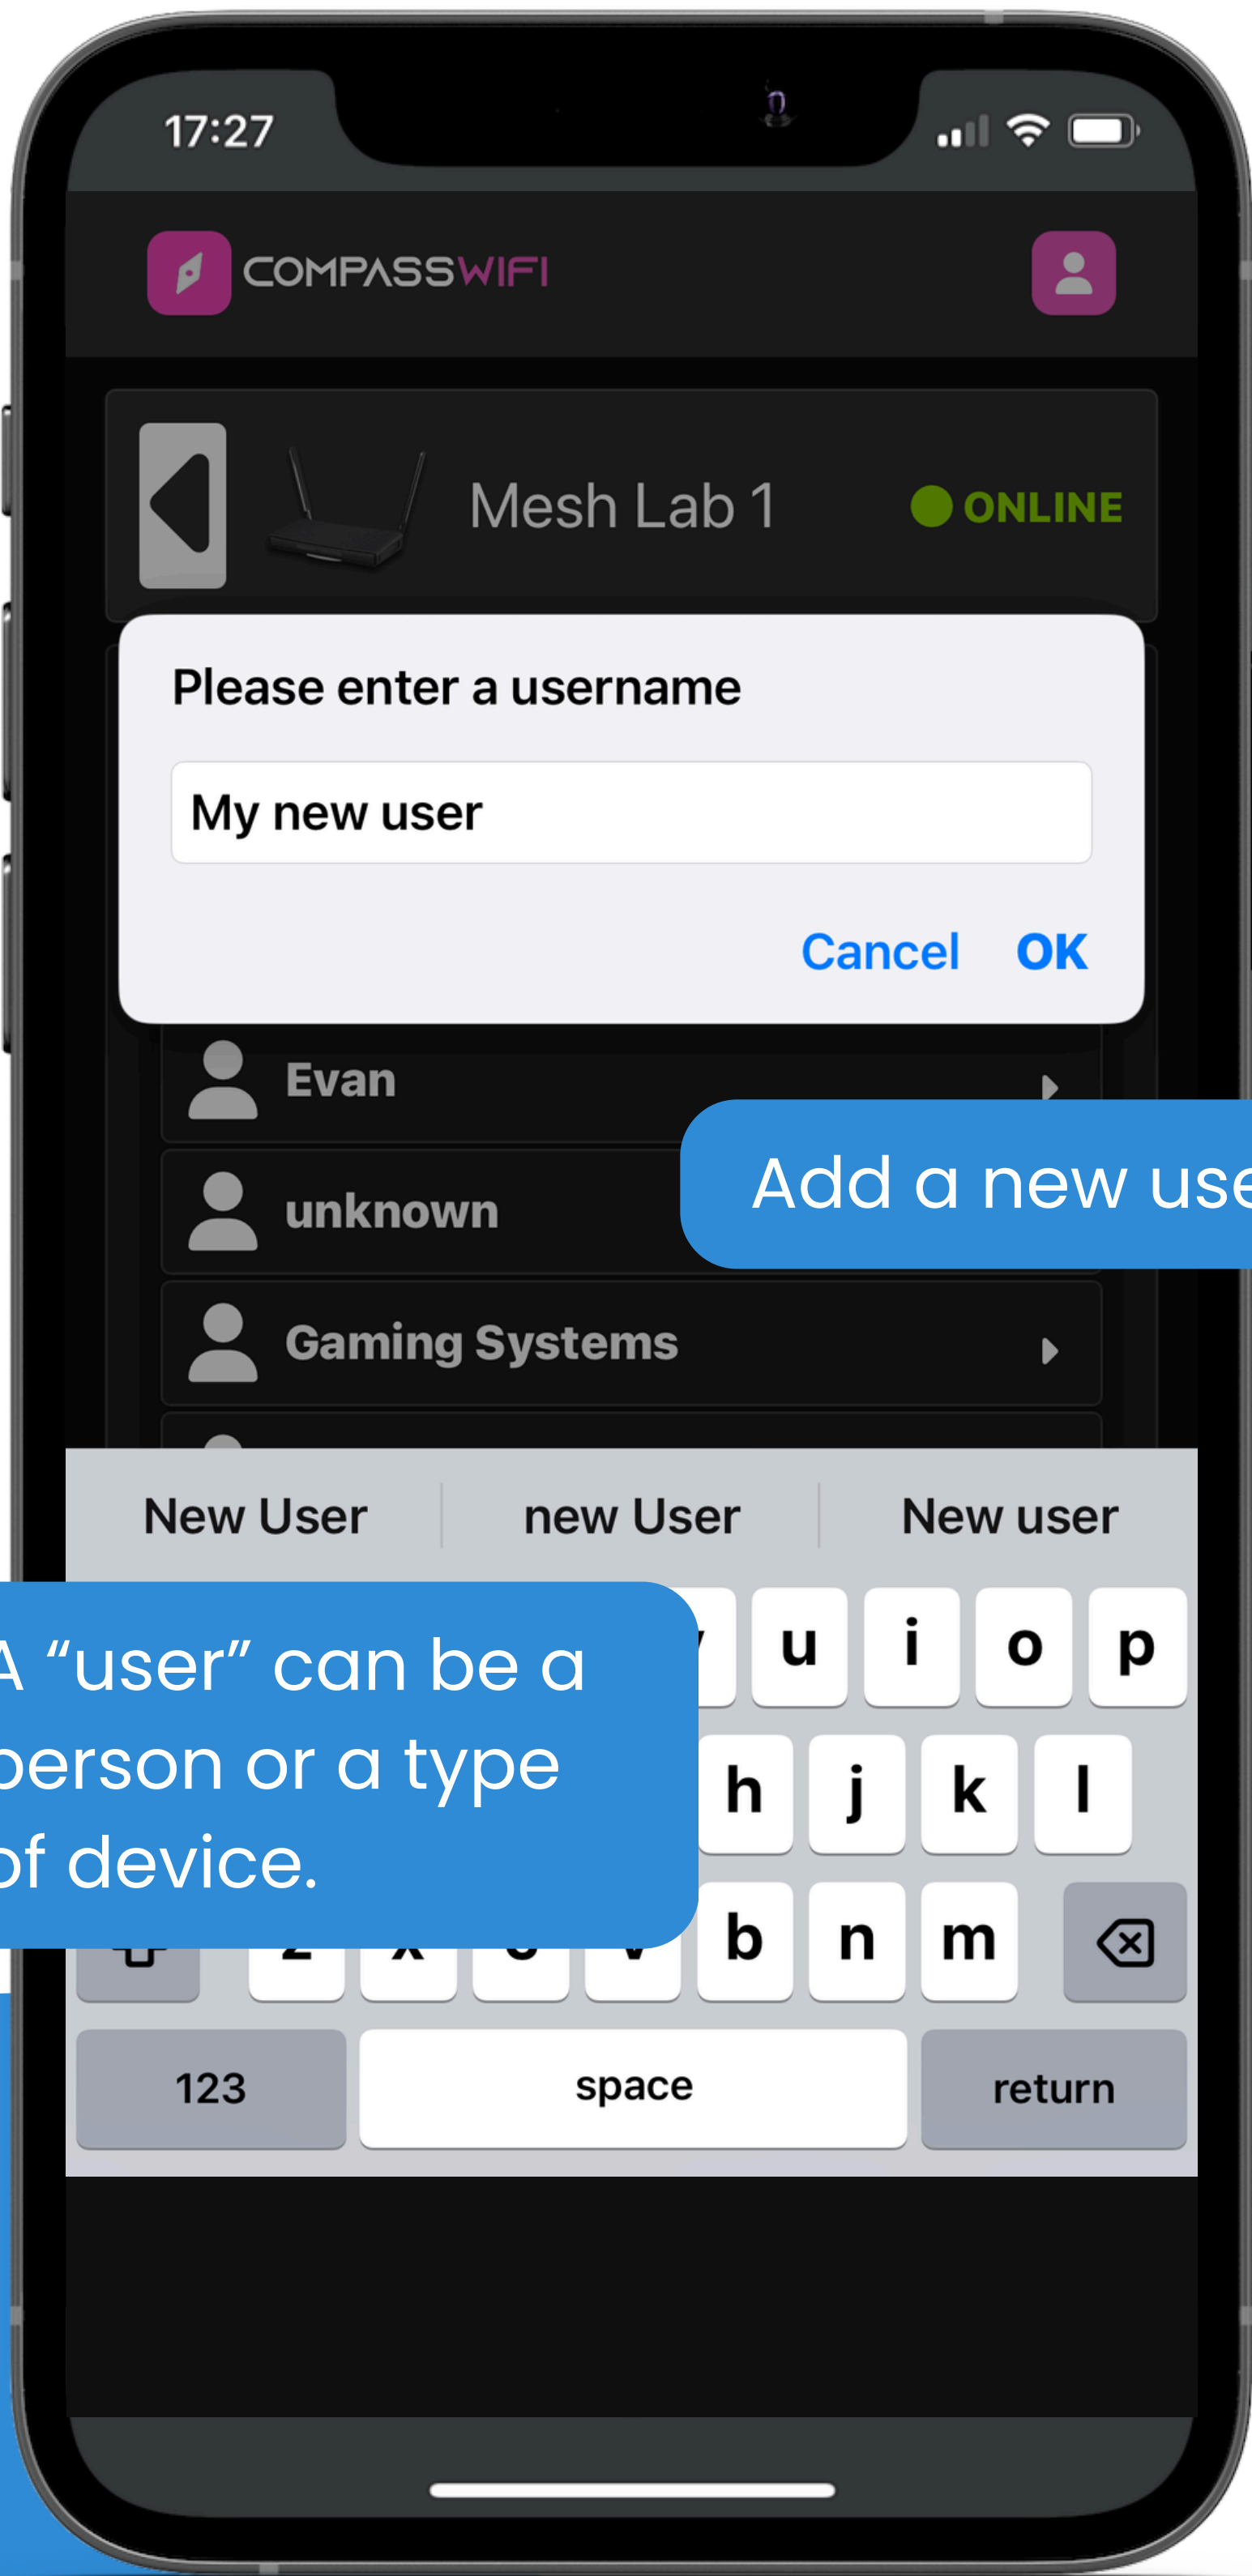 17:27
COMPASSWIFI
Mesh Lab 1 ONLINE
Please enter a username
My new user
Cancel OK
Evan
Add a new use
unknown
Gaming Systems
New User new User New user
A “user” can be a
person or a type
of device.
u i o p
h j k l
z x c v b n m
123 space return